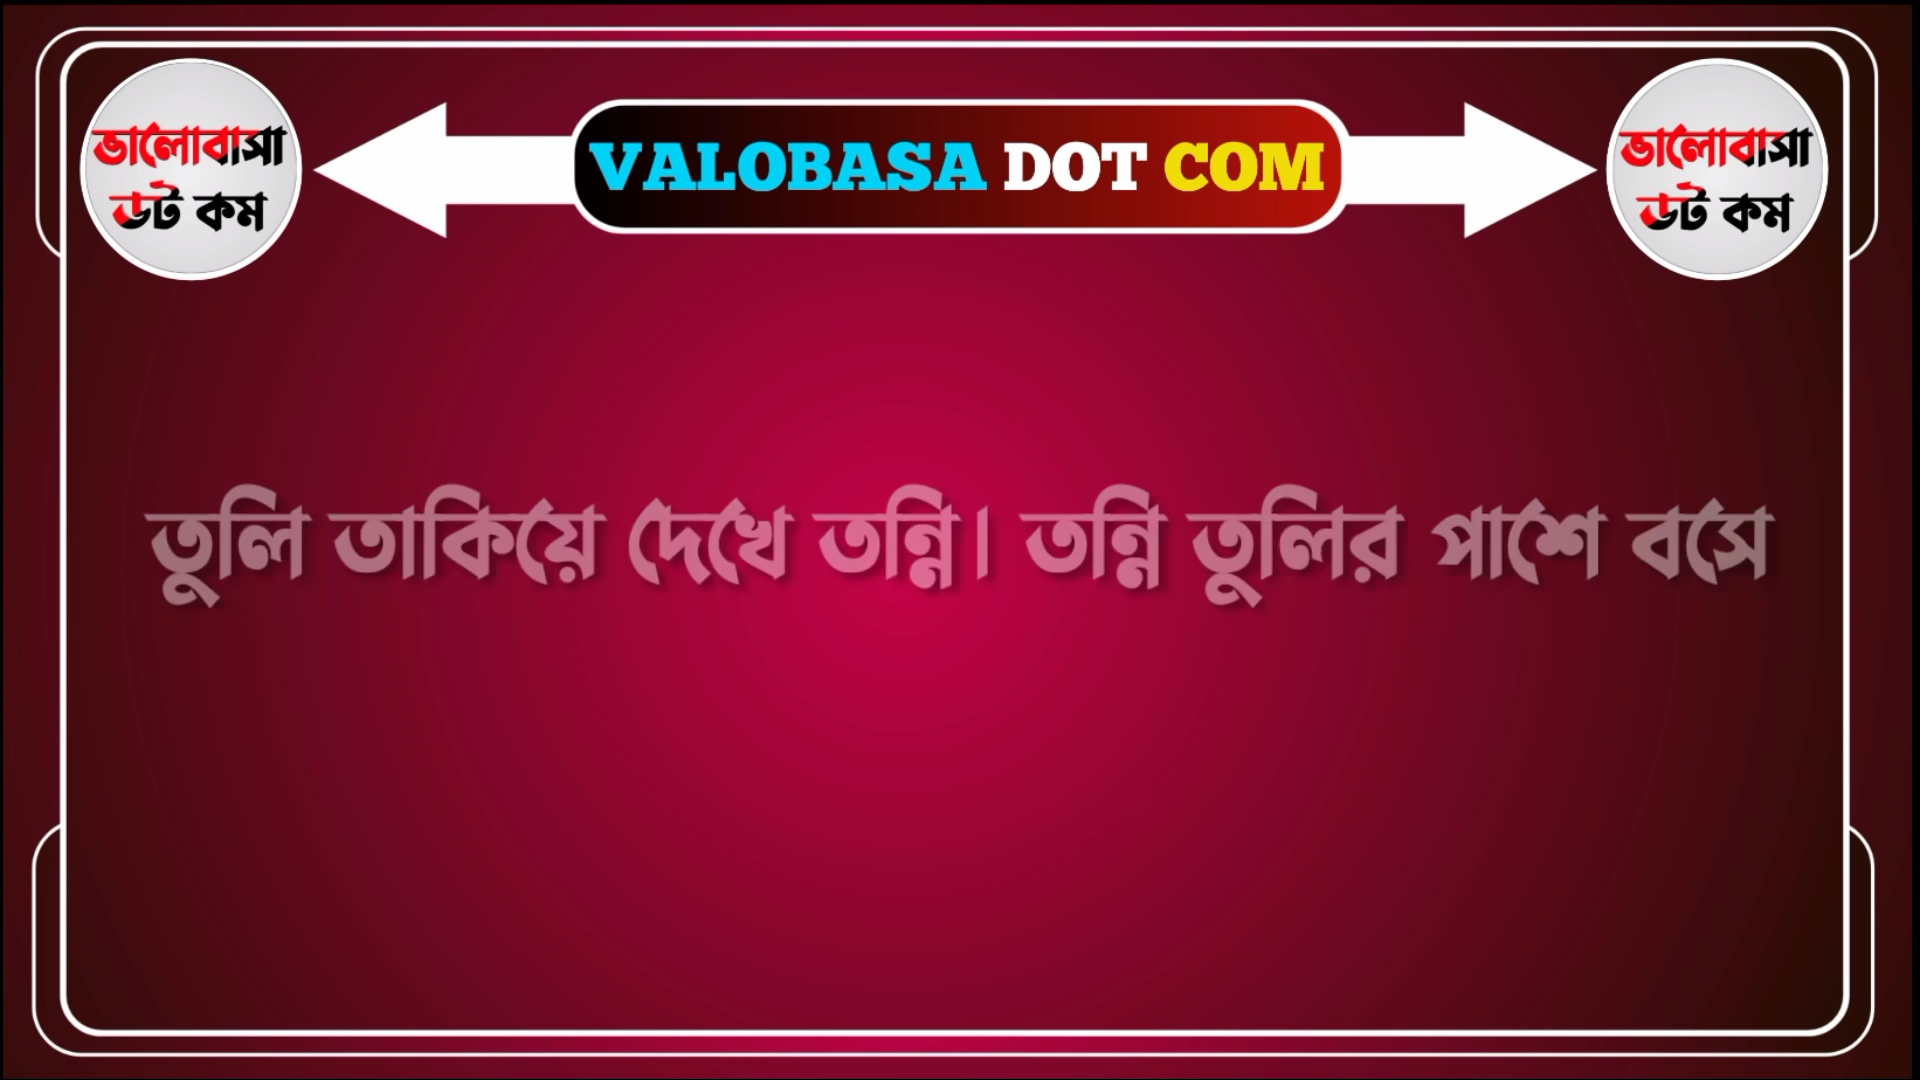 ভালোবাসা
ডট কম
VALOBASA DOT COM
ভালোবাসা
ডট কম
তুলি তাকিয়ে দেখে তন্নি। তন্নি তুলির পাশে বসে